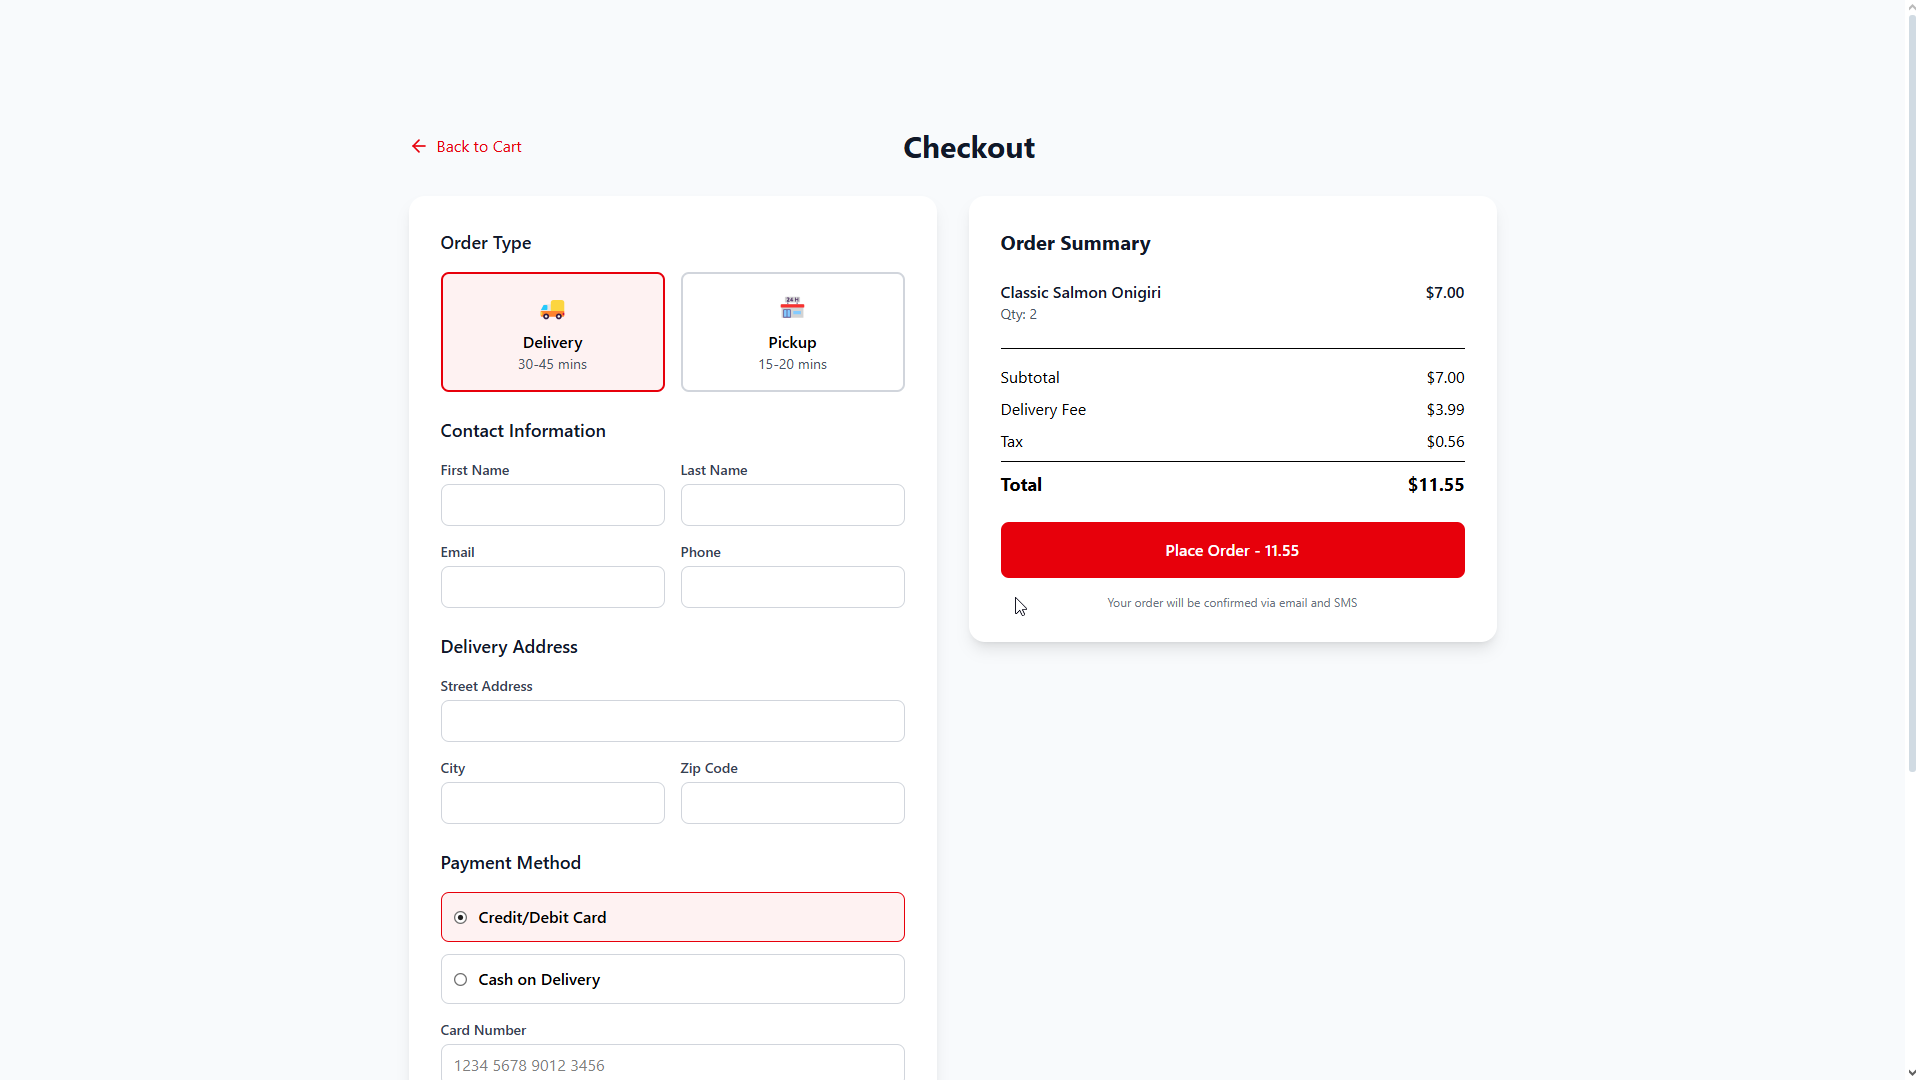 Back to Cart
Checkout
Order Type
Delivery
30-45 mins
24 H
Pickup
15-20 mins
Contact Information
First Name
Last Name
Email
Phone
Delivery Address
Street Address
City
Zip Code
Payment Method
Credit/Debit Card
Cash on Delivery
Card Number
1234 5678 9012 3456
Order Summary
Classic Salmon Onigiri $7.00
Qty: 2
Subtotal $7.00
Delivery Fee $3.99
Tax $0.56
Total $11.55
Place Order - 11.55
Your order will be confirmed via email and SMS